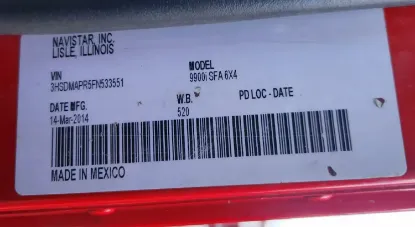 NAVISTAR, INC.
LISLE, ILLINOIS
VIN
3HSDMAPR5FN533551
MODEL
9900i SFA 6X4
DATE MFG.
14-Mar-2014
W.B.
520
PD LOC - DATE
MADE IN MEXICO